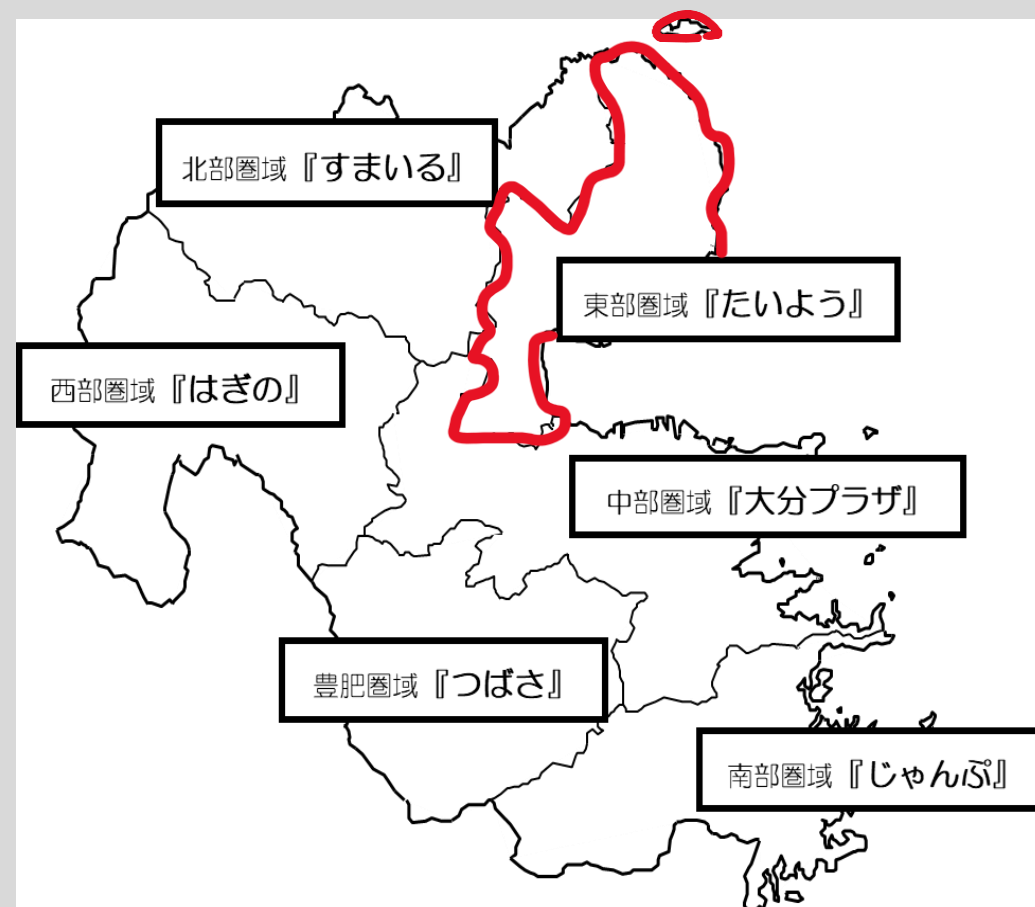 北部圏域『すまいる』
東部圏域『たいよう』
西部圏域『はぎの』
中部圏域『大分プラザ』
豊肥圏域『つばさ』
南部圏域『じゃんぷ』